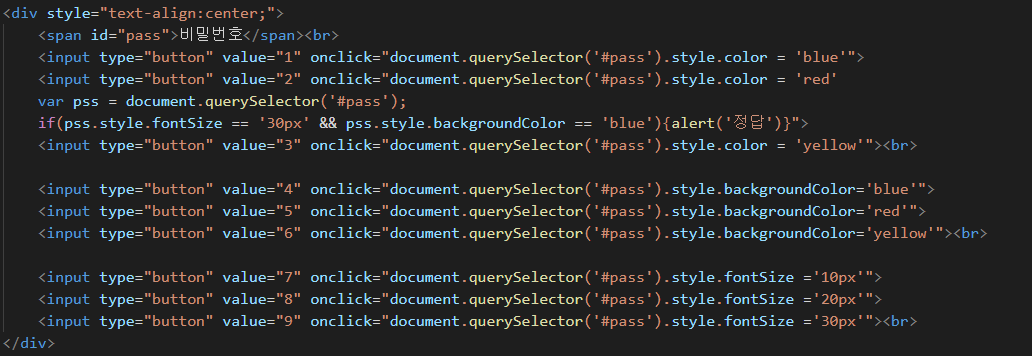 <div style="text-align:center;">
<span id="pass">비밀번호</span><br>
<input type="button" value="1" onclick="document.querySelector('#pass').style.color = 'blue'">
<input type="button" value="2" onclick="document.querySelector('#pass').style.color = 'red'
var pss = document.querySelector('#pass');
if(pss.style.fontSize == '30px' && pss.style.backgroundColor == 'blue'){alert('정답')}">
<input type="button" value="3" onclick="document.querySelector('#pass').style.color = 'yellow'"><br>
<input type="button" value="4" onclick="document.querySelector('#pass').style.backgroundColor='blue'">
<input type="button" value="5" onclick="document.querySelector('#pass').style.backgroundColor='red'">
<input type="button" value="6" onclick="document.querySelector('#pass').style.backgroundColor='yellow'"><br>
<input type="button" value="7" onclick="document.querySelector('#pass').style.fontSize ='10px'">
<input type="button" value="8" onclick="document.querySelector('#pass').style.fontSize ='20px'">
<input type="button" value="9" onclick="document.querySelector('#pass').style.fontSize ='30px'"><br>
</div>